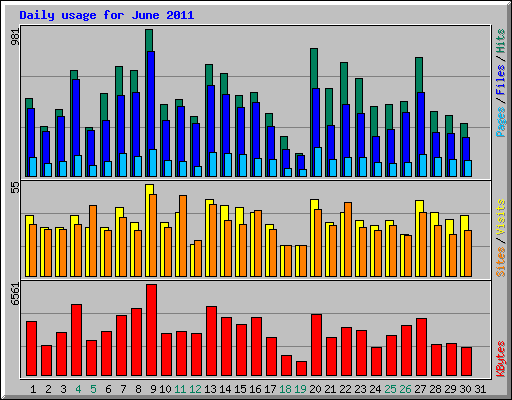 Daily usage for June 2011
981
Pages/Files/Hits
55
Sites/Visits
6561
KBytes
1 2 3 4 5 6 7 8 9 10 11 12 13 14 15 16 17 18 19 20 21 22 23 24 25 26 27 28 29 30 31